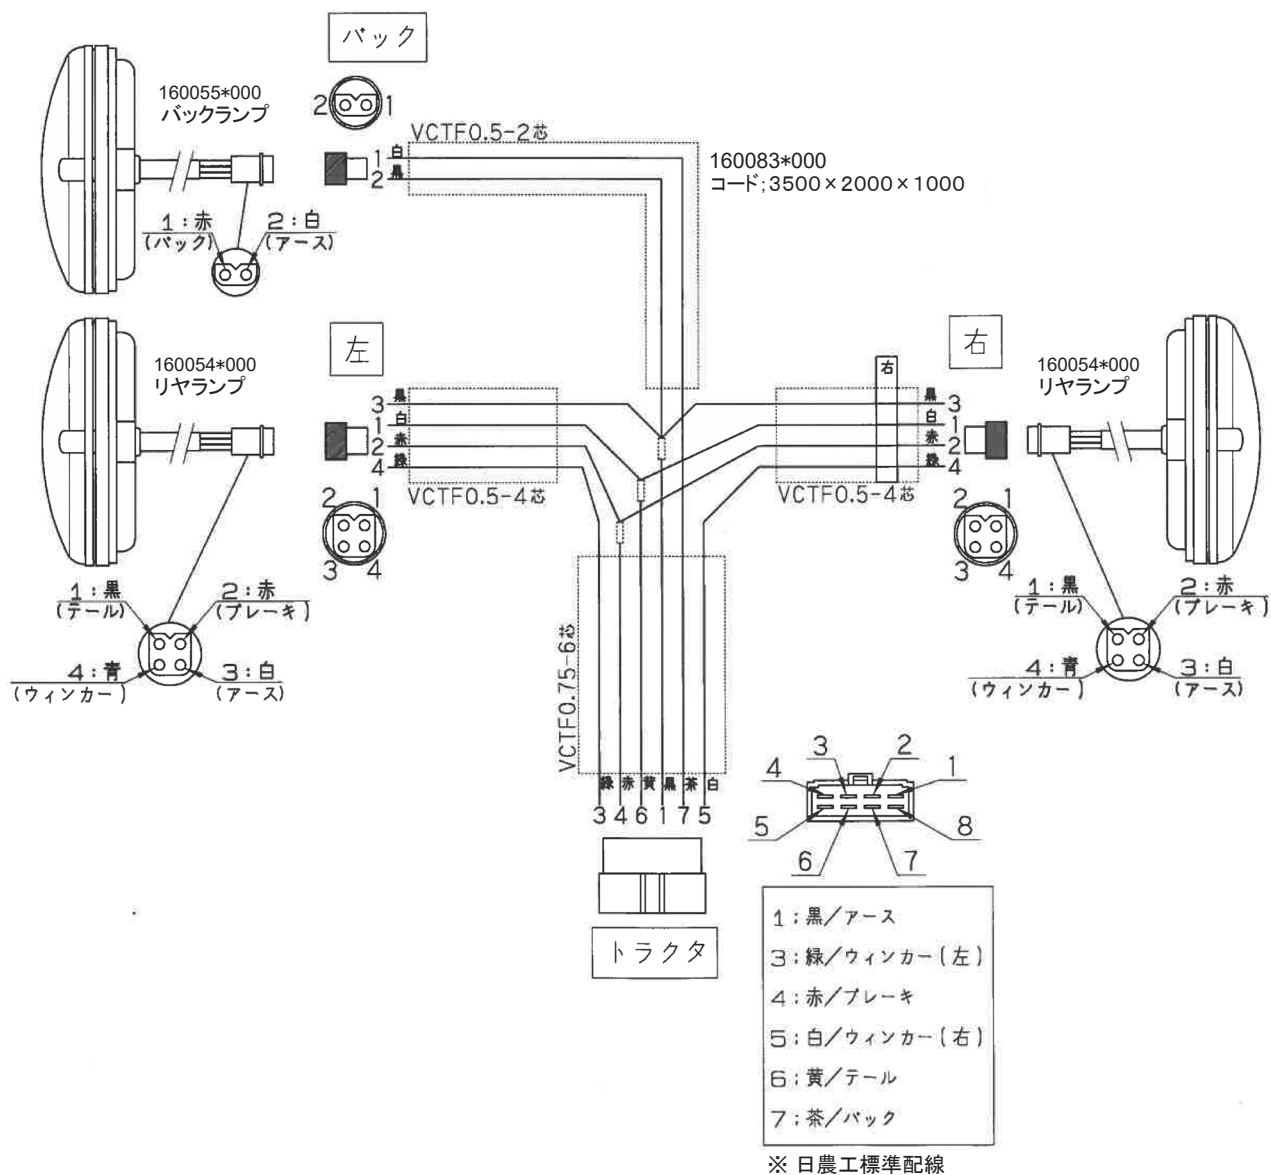 バック
160055*000
バックランプ
2 1
VCTF0.5-2芯
1 白
2 黒
160083*000
コード;3500×2000×1000
1:赤
(バック)
2:白
(アース)
左
160054*000
リヤランプ
3 黒
1 白
2 赤
4 緑
VCTF0.5-4芯
2 1
3 4
1:黒
(テール)
2:赤
(ブレーキ)
4:青
(ウィンカー)
3:白
(アース)
右
右
160054*000
リヤランプ
黒 3
白 1
赤 2
緑 4
VCTF0.5-4芯
2 1
3 4
1:黒
(テール)
2:赤
(ブレーキ)
4:青
(ウィンカー)
3:白
(アース)
VCTF0.75-6芯
緑 赤 黄 黒 茶 白
3 4 6 1 7 5
トラクタ
4 3 2 1
5 6 7 8
1;黒/アース
3;緑/ウィンカー(左)
4;赤/ブレーキ
5;白/ウィンカー(右)
6;黄/テール
7;茶/バック
※ 日農工標準配線